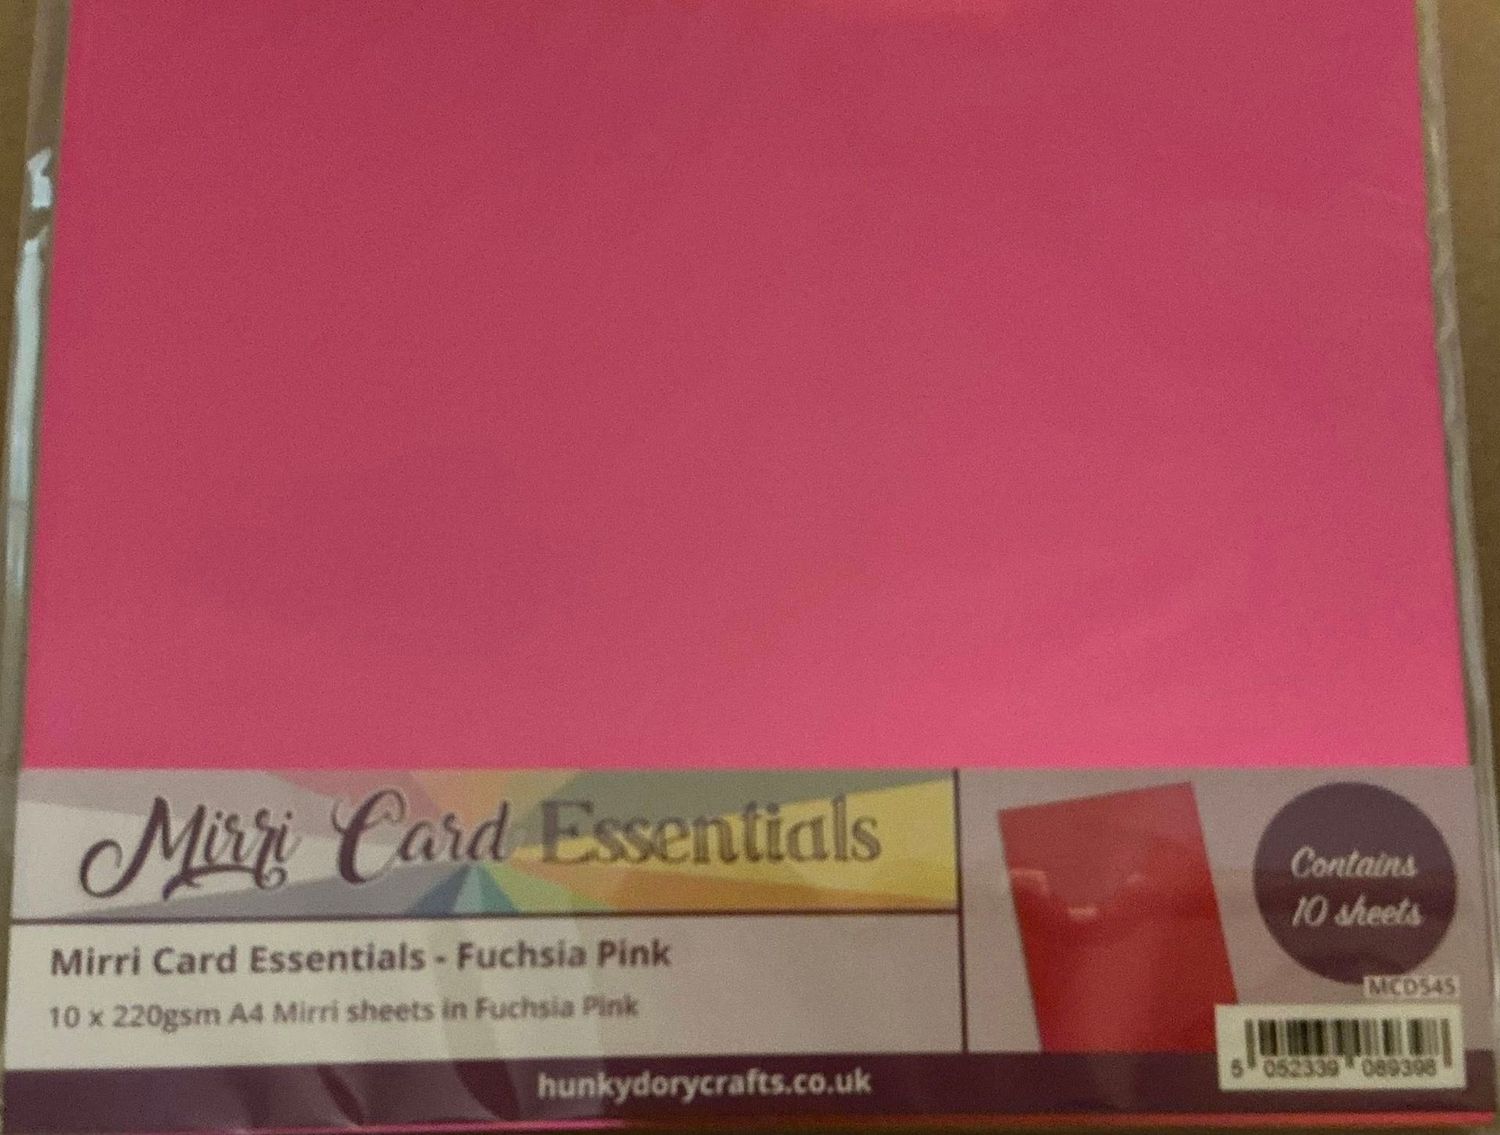 Mirri Card Essentials
Mirri Card Essentials - Fuchsia Pink
10 x 220gsm A4 Mirri sheets in Fuchsia Pink
Contains
10 sheets
MCD545
5 052339 089398
hunkydorycrafts.co.uk